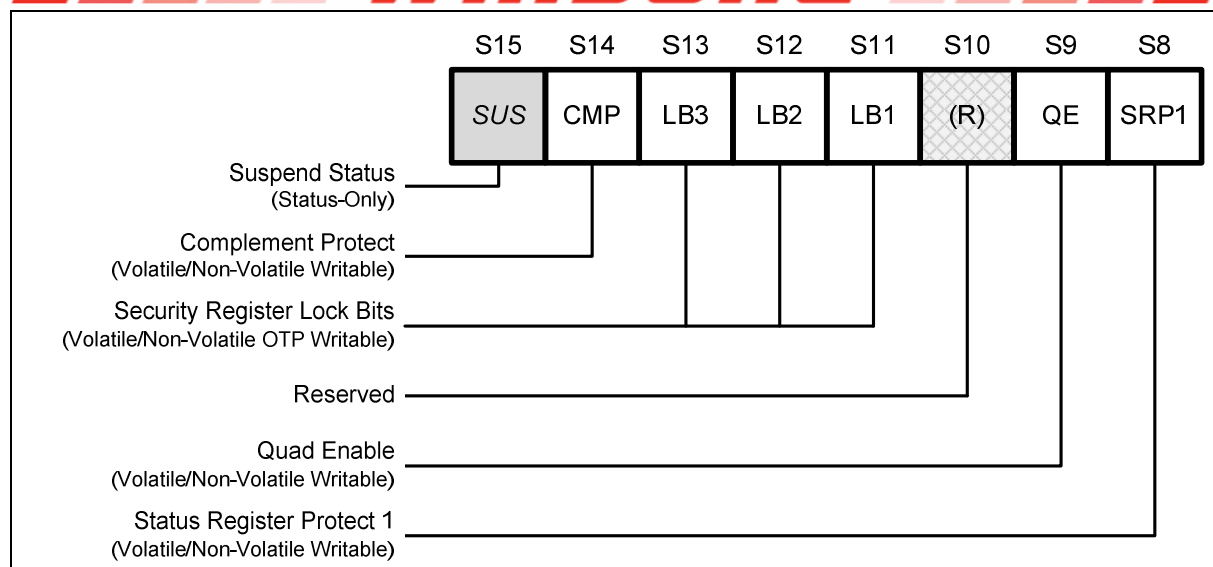 S15 S14 S13 S12 S11 S10 S9 S8
SUS CMP LB3 LB2 LB1 (R) QE SRP1
Suspend Status
(Status-Only)
Complement Protect
(Volatile/Non-Volatile Writable)
Security Register Lock Bits
(Volatile/Non-Volatile OTP Writable)
Reserved
Quad Enable
(Volatile/Non-Volatile Writable)
Status Register Protect 1
(Volatile/Non-Volatile Writable)